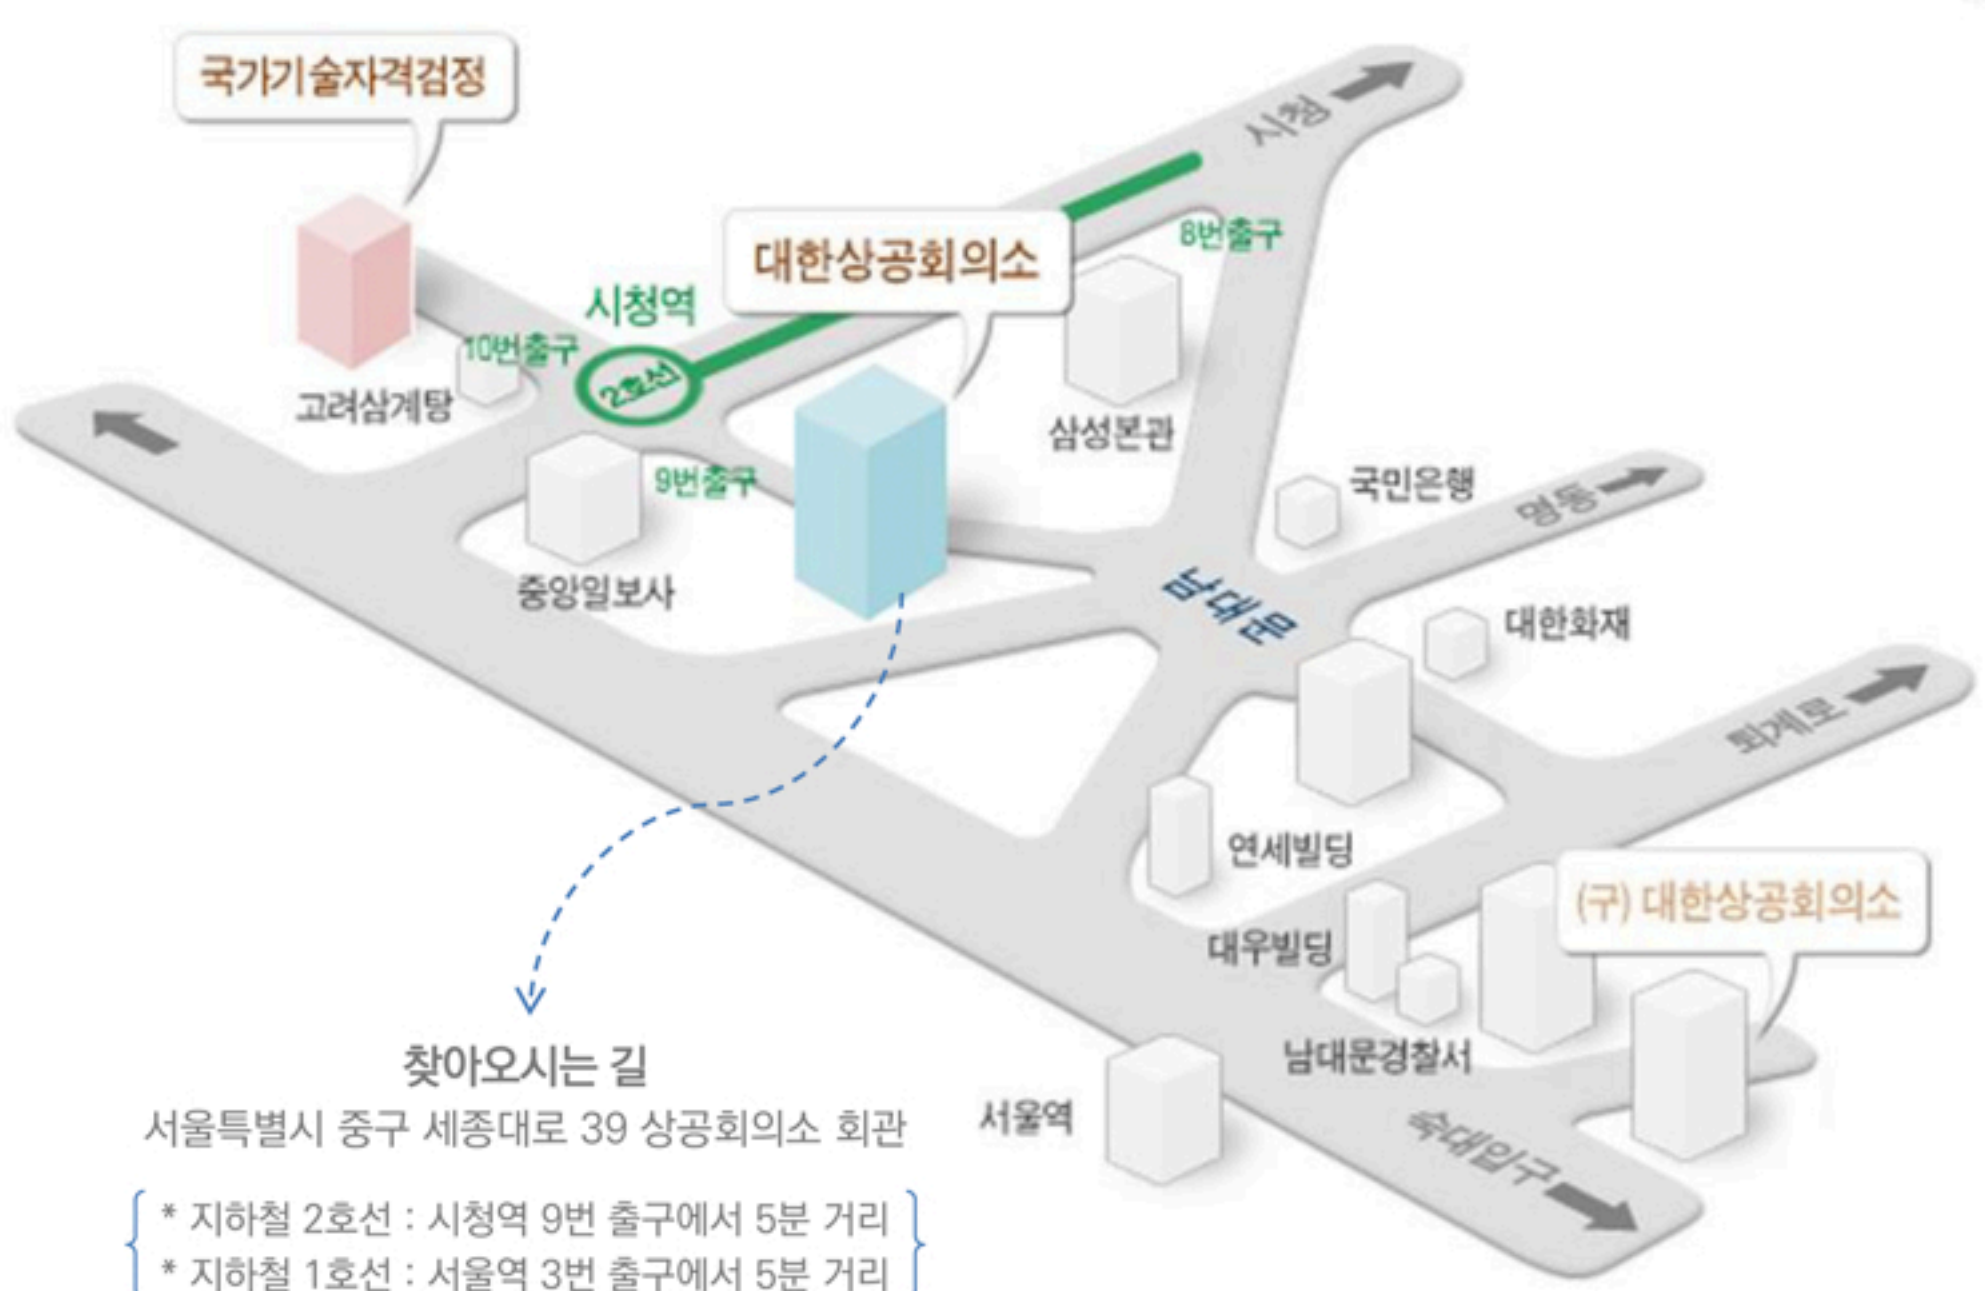 국가기술자격검정
시청
8번출구
대한상공회의소
시청역
10번출구
2호선
고려삼계탕
삼성본관
9번출구
국민은행
명동
중앙일보사
남대문
대한화재
퇴계로
연세빌딩
(구) 대한상공회의소
대우빌딩
남대문경찰서
서울역
숙대입구
찾아오시는 길
서울특별시 중구 세종대로 39 상공회의소 회관
* 지하철 2호선 : 시청역 9번 출구에서 5분 거리
* 지하철 1호선 : 서울역 3번 출구에서 5분 거리